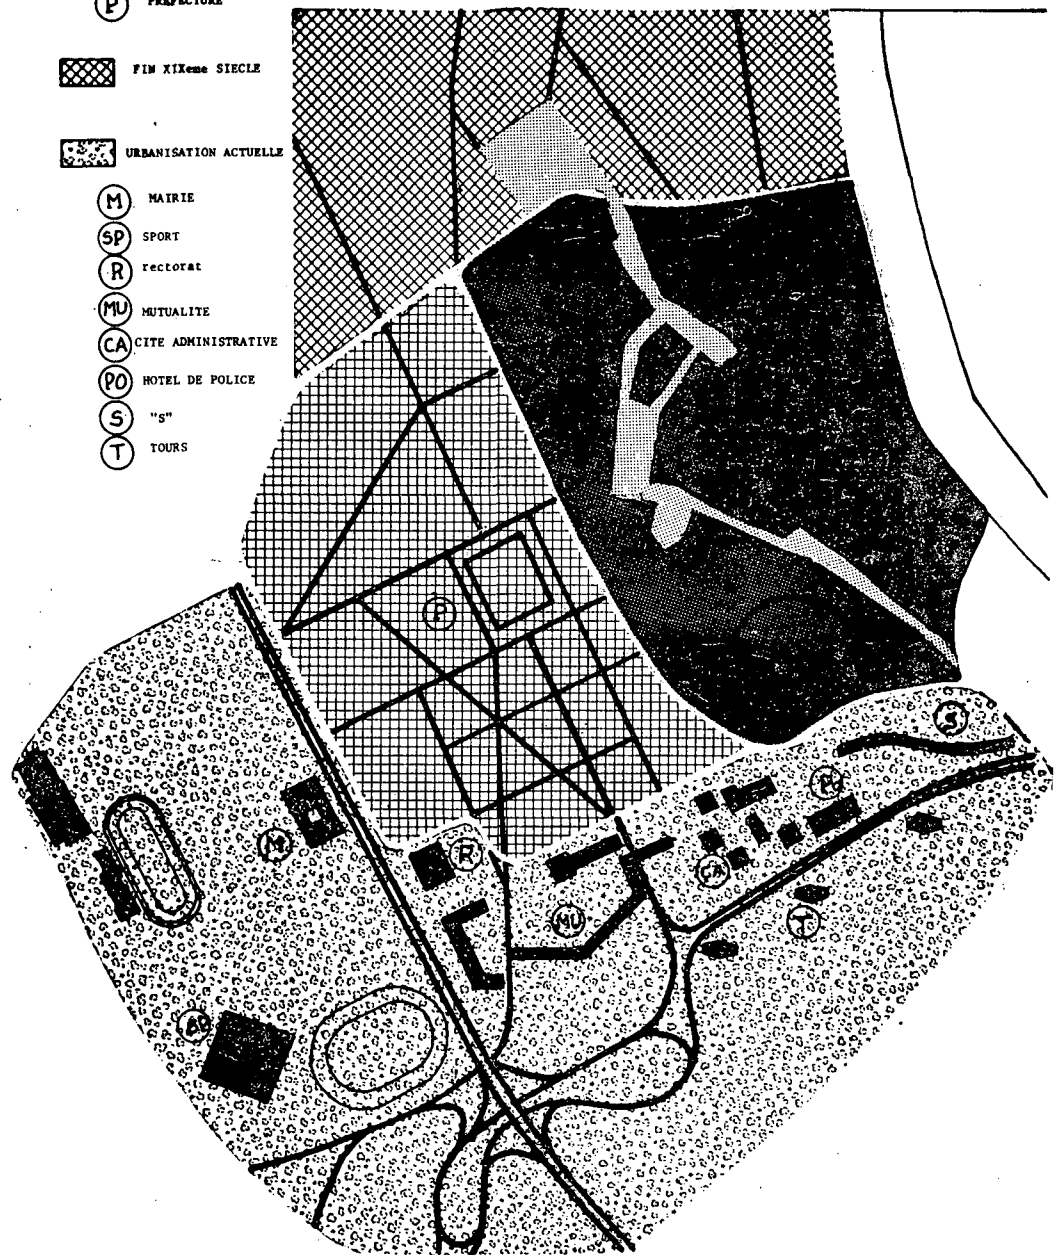 P PREFECTURE
FIN XIXeme SIECLE
URBANISATION ACTUELLE
M MAIRIE
SP SPORT
R rectorat
MU MUTUALITE
CA CITE ADMINISTRATIVE
PO HOTEL DE POLICE
S "S"
T TOURS
P
S
PO
M
R
CA
MU
T